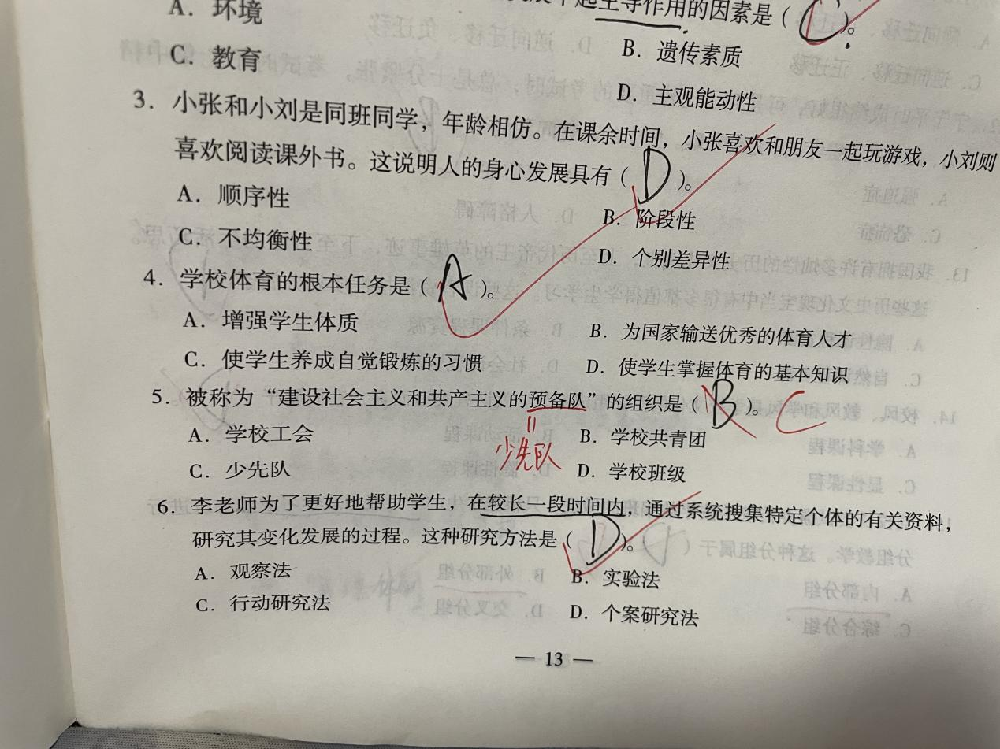 A. 环境
起主导作用的因素是（C）。
B. 遗传素质
C. 教育
D. 主观能动性
3. 小张和小刘是同班同学，年龄相仿。在课余时间，小张喜欢和朋友一起玩游戏，小刘则
喜欢阅读课外书。这说明人的身心发展具有（D）。
A. 顺序性
B. 阶段性
C. 不均衡性
D. 个别差异性
4. 学校体育的根本任务是（A）。
A. 增强学生体质
B. 为国家输送优秀的体育人才
C. 使学生养成自觉锻炼的习惯
D. 使学生掌握体育的基本知识
5. 被称为“建设社会主义和共产主义的预备队”的组织是（B）。C
A. 学校工会
少先队
B. 学校共青团
C. 少先队
D. 学校班级
6. 李老师为了更好地帮助学生，在较长一段时间内，通过系统搜集特定个体的有关资料，
研究其变化发展的过程。这种研究方法是（D）。
A. 观察法
B. 实验法
C. 行动研究法
D. 个案研究法
— 13 —